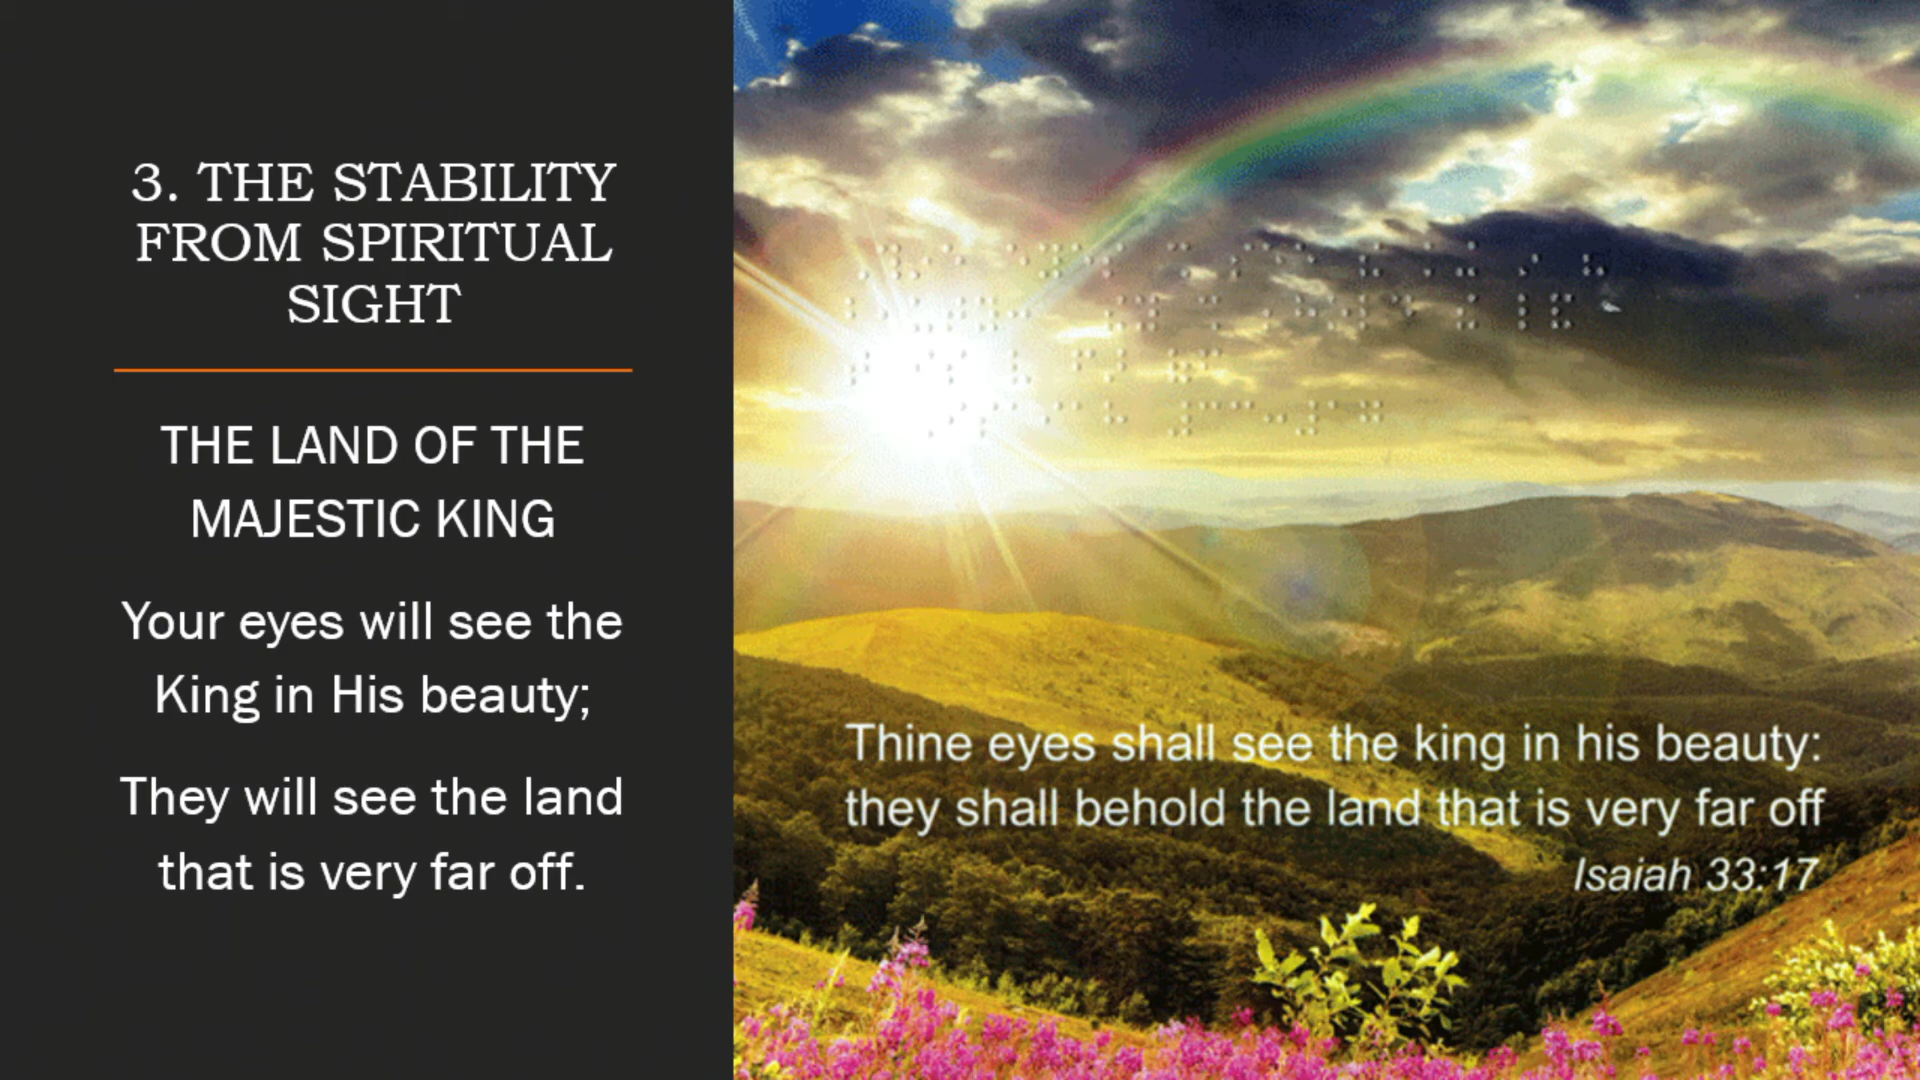 3. THE STABILITY
FROM SPIRITUAL
SIGHT
THE LAND OF THE
MAJESTIC KING
Your eyes will see the
King in His beauty;
They will see the land
that is very far off.
Thine eyes shall see the king in his beauty:
they shall behold the land that is very far off
Isaiah 33:17